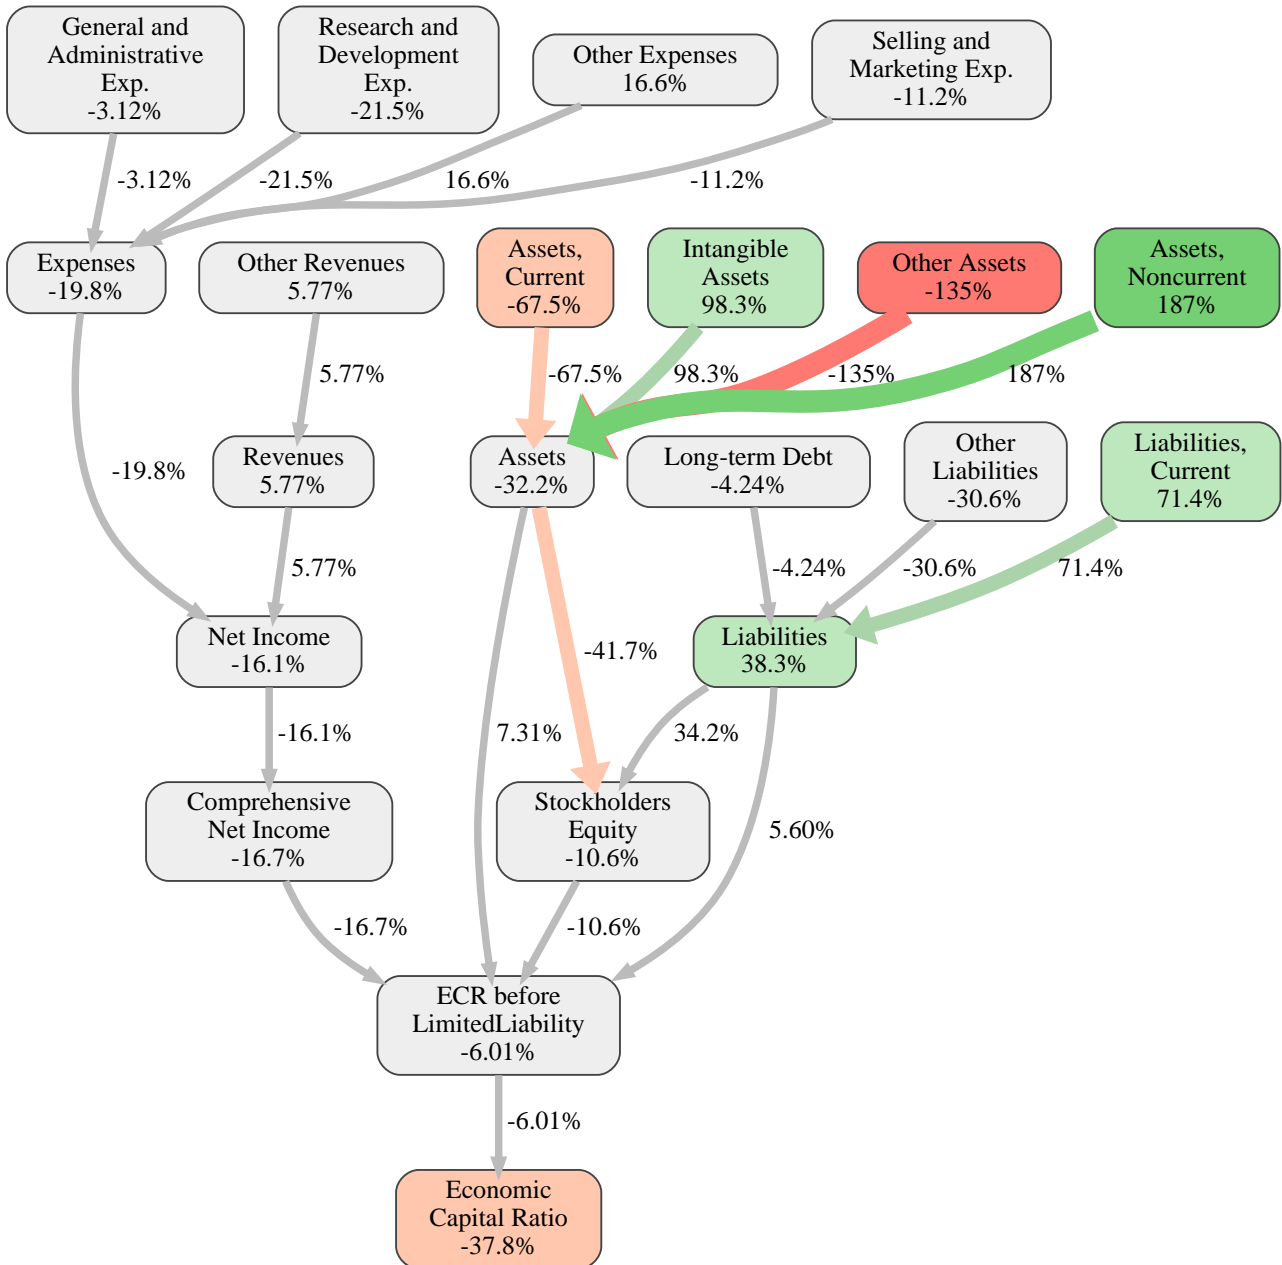 General and
Administrative
Exp.
-3.12%
Research and
Development
Exp.
-21.5%
Other Expenses
16.6%
Selling and
Marketing Exp.
-11.2%
-3.12%
-21.5%
16.6%
-11.2%
Expenses
-19.8%
Other Revenues
5.77%
Assets,
Current
-67.5%
Intangible
Assets
98.3%
Other Assets
-135%
Assets,
Noncurrent
187%
5.77%
-67.5%
98.3%
-135%
187%
-19.8%
Revenues
5.77%
Assets
-32.2%
Long-term Debt
-4.24%
Other
Liabilities
-30.6%
Liabilities,
Current
71.4%
5.77%
-4.24%
-30.6%
71.4%
Net Income
-16.1%
-41.7%
Liabilities
38.3%
-16.1%
7.31%
34.2%
Comprehensive
Net Income
-16.7%
Stockholders
Equity
-10.6%
5.60%
-16.7%
-10.6%
ECR before
LimitedLiability
-6.01%
-6.01%
Economic
Capital Ratio
-37.8%